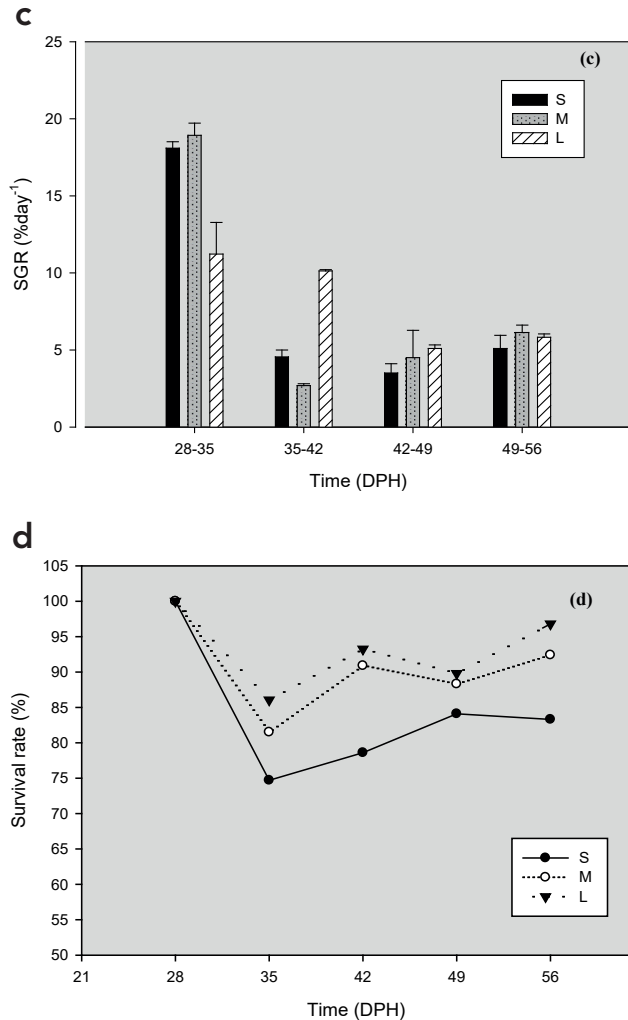 c
25
(c)
S
M
L
20
15
10
5
0
SGR (%day-1)
28-35 35-42 42-49 49-56
Time (DPH)
d
105
(d)
100
95
90
85
80
75
70
65
60
55
50
Survival rate (%)
S
M
L
21 28 35 42 49 56
Time (DPH)